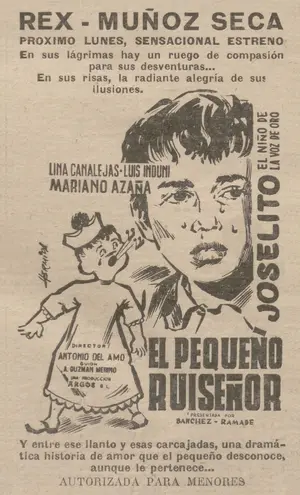 REX - MUÑOZ SECA
PROXIMO LUNES, SENSACIONAL ESTRENO
En sus lágrimas hay un ruego de compasión
para sus desventuras...
En sus risas, la radiante alegría de sus
ilusiones.
LINA CANALEJAS-LUIS INDUNI
MARIANO AZAÑA
JOSELITO
EL NIÑO DE
LA VOZ DE ORO
DIRECTOR
ANTONIO DEL AMO
GUION
A. GUZMAN MERINO
UNA PRODUCCION
ARGOS S.L.
EL PEQUEÑO
RUISEÑOR
PRESENTADA POR
SANCHEZ - RAMADE
Y entre ese llanto y esas carcajadas, una dramá-
tica historia de amor que el pequeño desconoce,
aunque le pertenece...
AUTORIZADA PARA MENORES